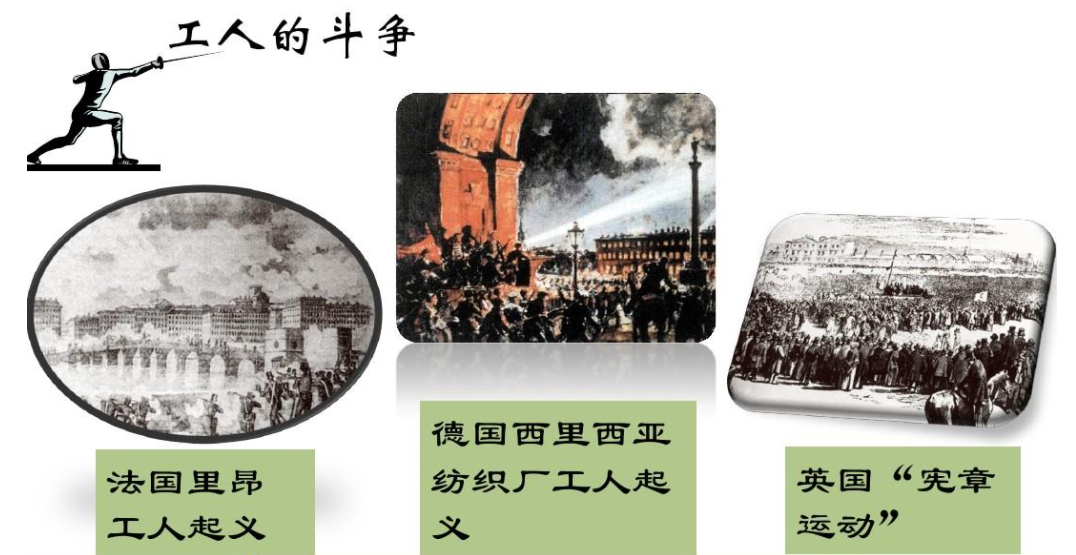 工人的斗争
法国里昂
工人起义
德国西里西亚
纺织厂工人起
义
英国“宪章
运动”